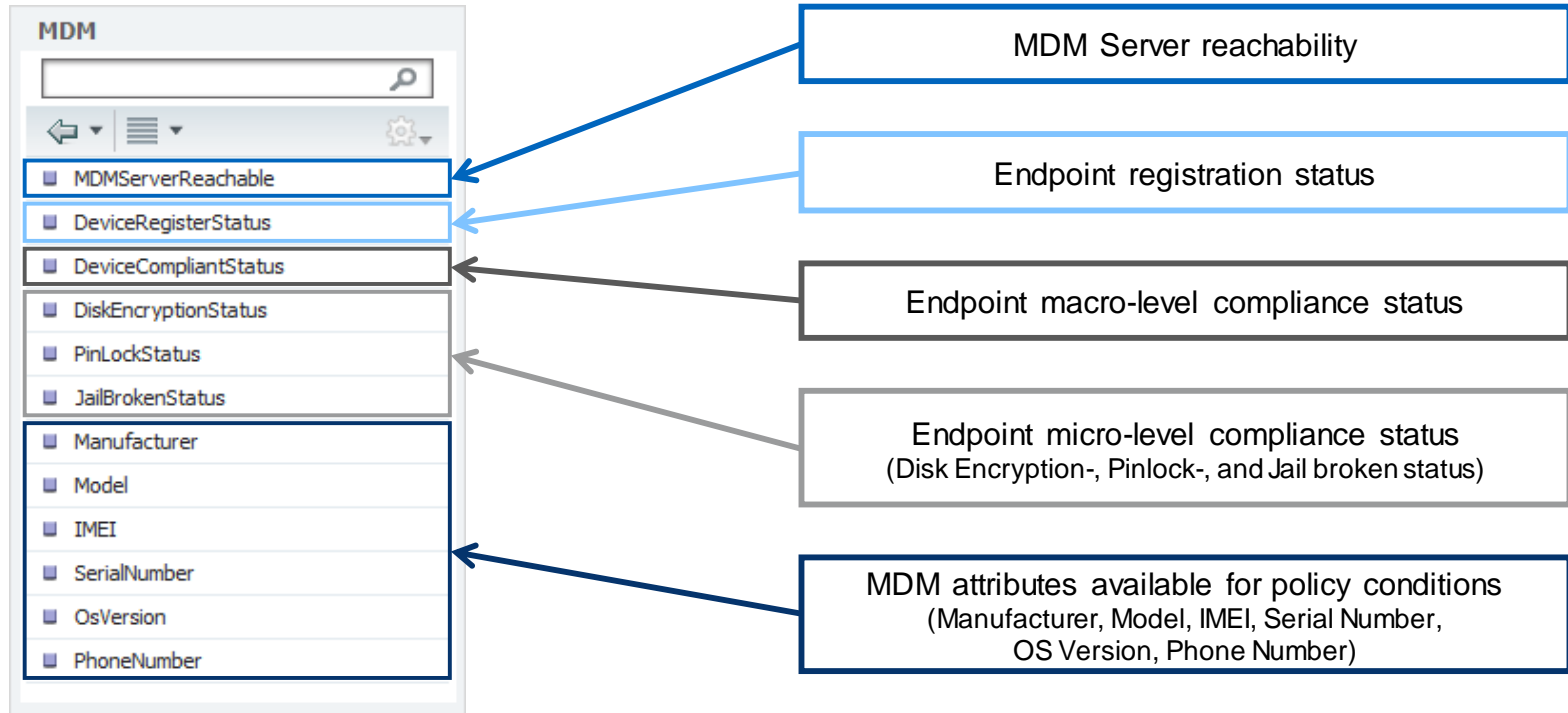 MDM
MDMServerReachable
DeviceRegisterStatus
DeviceCompliantStatus
DiskEncryptionStatus
PinLockStatus
JailBrokenStatus
Manufacturer
Model
IMEI
SerialNumber
OsVersion
PhoneNumber
MDM Server reachability
Endpoint registration status
Endpoint macro-level compliance status
Endpoint micro-level compliance status
(Disk Encryption-, Pinlock-, and Jail broken status)
MDM attributes available for policy conditions
(Manufacturer, Model, IMEI, Serial Number,
OS Version, Phone Number)